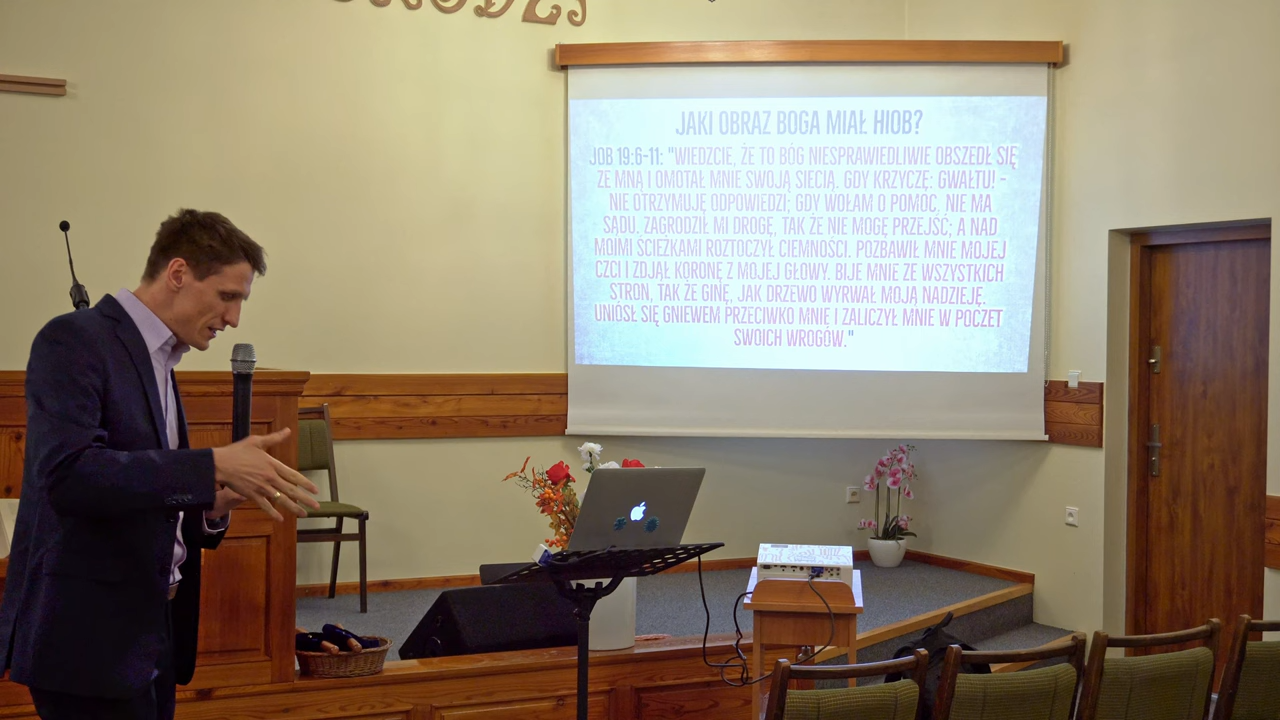 JAKI OBRAZ BOGA MIAŁ HIOB?
JOB 19:6-11: "WIEDZCIE, ŻE TO BÓG NIESPRAWIEDLIWIE OBSZEDŁ SIĘ
ZE MNĄ I OMOTAŁ MNIE SWOJĄ SIECIĄ. GDY KRZYCZĘ: GWAŁTU! -
NIE OTRZYMUJĘ ODPOWIEDZI; GDY WOŁAM O POMOC, NIE MA
SĄDU. ZAGRODZIŁ MI DROGĘ, TAK ŻE NIE MOGĘ PRZEJŚĆ; A NAD
MOIMI ŚCIEŻKAMI ROZTOCZYŁ CIEMNOŚCI. POZBAWIŁ MNIE MOJEJ
CZCI I ZDJĄŁ KORONĘ Z MOJEJ GŁOWY. BIJE MNIE ZE WSZYSTKICH
STRON, TAK ŻE GINĘ, JAK DRZEWO WYRWAŁ MOJĄ NADZIEJĘ.
UNIÓSŁ SIĘ GNIEWEM PRZECIWKO MNIE I ZALICZYŁ MNIE W POCZET
SWOICH WROGÓW."